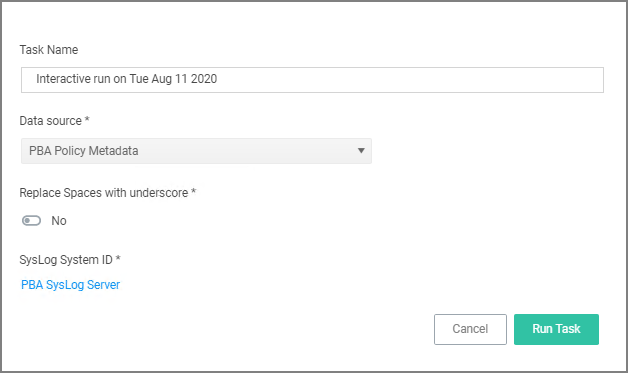 Task Name
Interactive run on Tue Aug 11 2020
Data source *
PBA Policy Metadata
Replace Spaces with underscore *
No
SysLog System ID *
PBA SysLog Server
Cancel Run Task